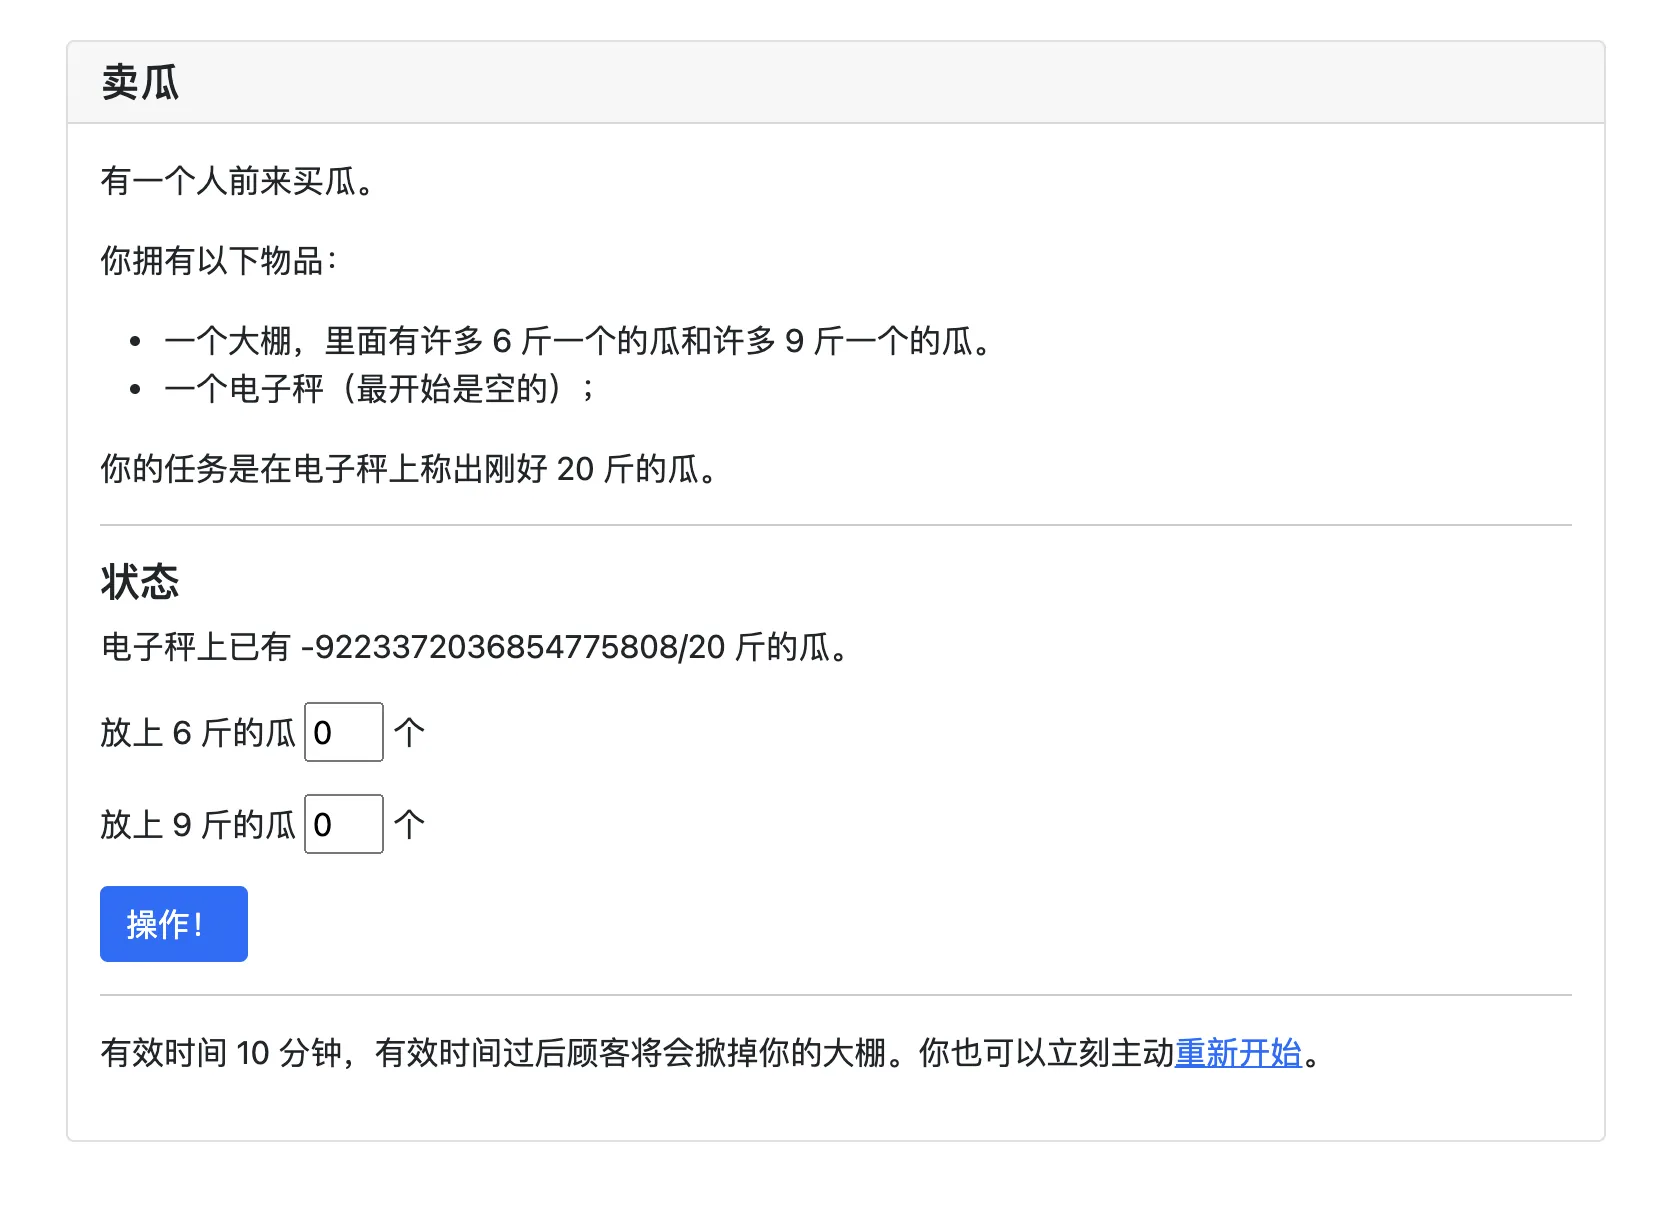 卖瓜
有一个人前来买瓜。
你拥有以下物品：
• 一个大棚，里面有许多 6 斤一个的瓜和许多 9 斤一个的瓜。
• 一个电子秤（最开始是空的）；
你的任务是在电子秤上称出刚好 20 斤的瓜。
状态
电子秤上已有 -9223372036854775808/20 斤的瓜。
放上 6 斤的瓜 0 个
放上 9 斤的瓜 0 个
操作！
有效时间 10 分钟，有效时间过后顾客将会掀掉你的大棚。你也可以立刻主动重新开始。